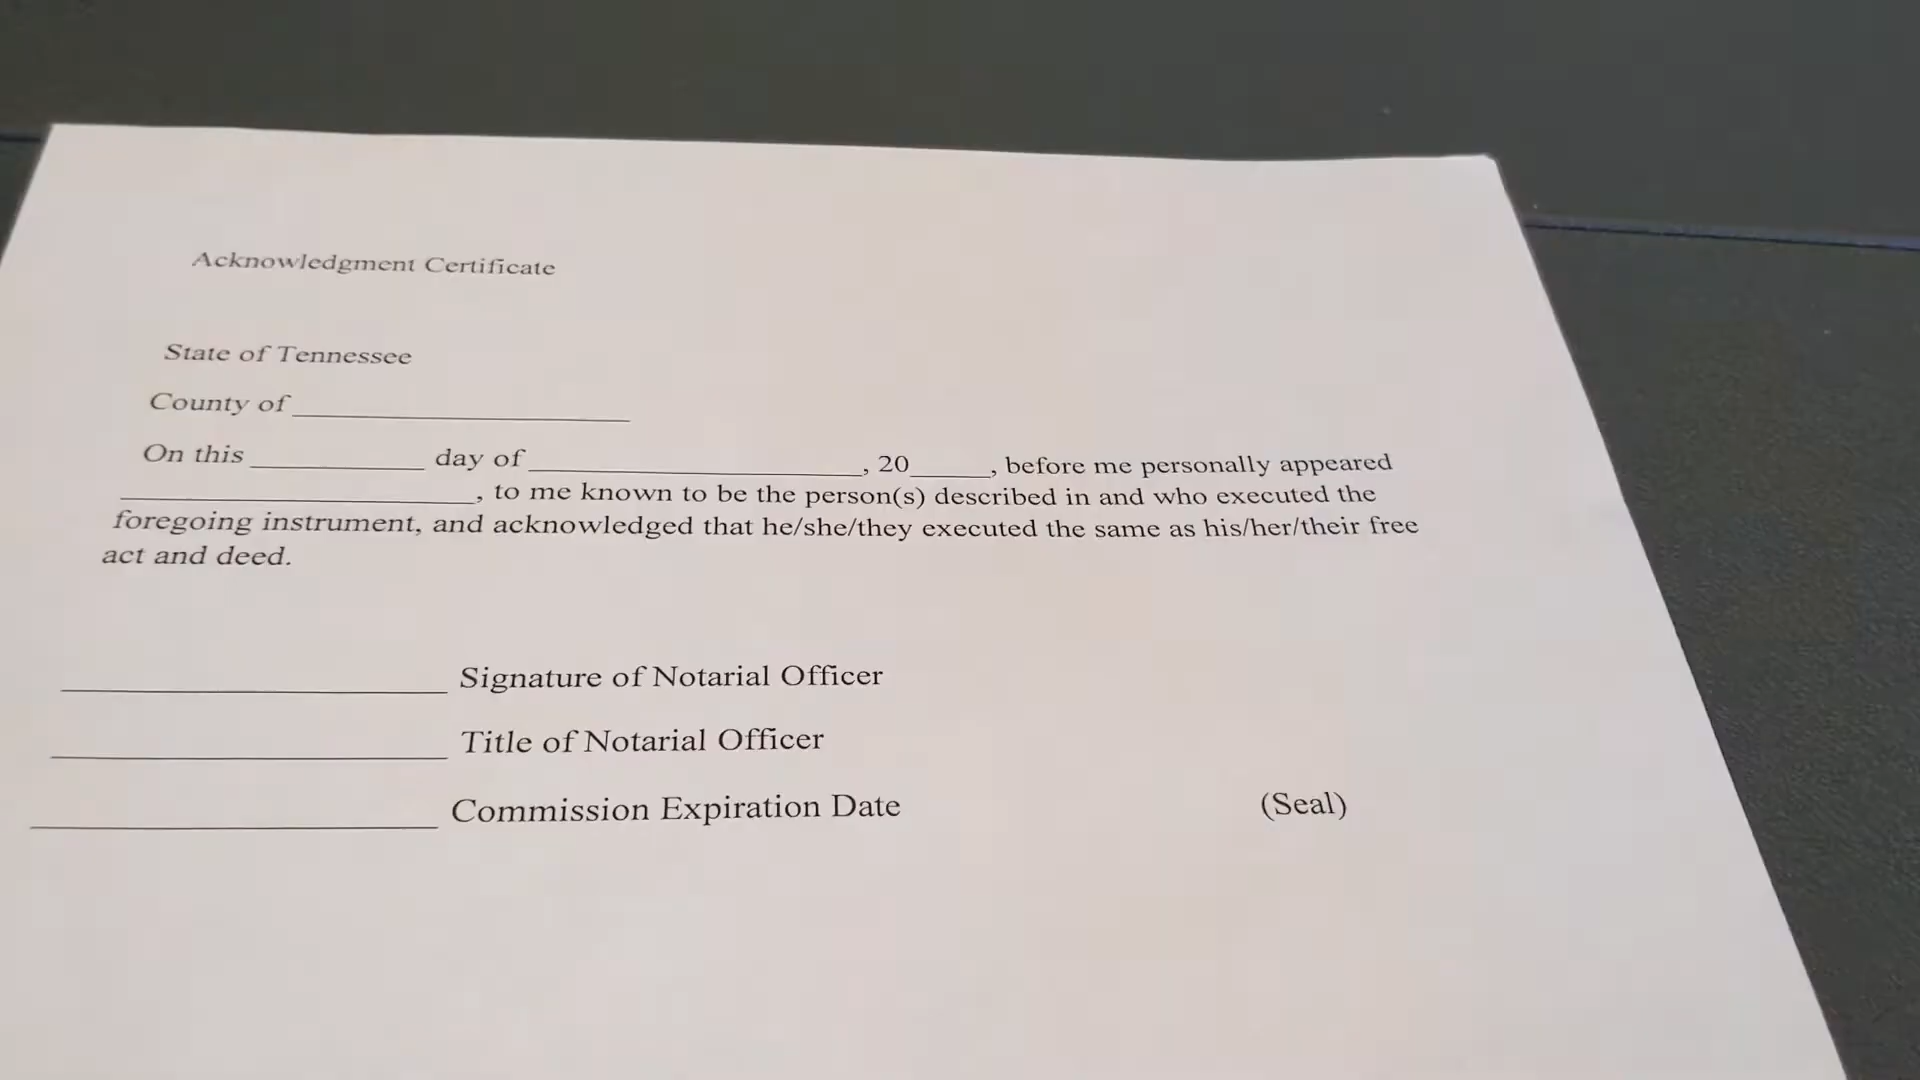 Acknowledgment Certificate
State of Tennessee
County of ____________________
On this __________ day of ____________________, 20_____, before me personally appeared
____________________, to me known to be the person(s) described in and who executed the
foregoing instrument, and acknowledged that he/she/they executed the same as his/her/their free
act and deed.
____________________ Signature of Notarial Officer
____________________ Title of Notarial Officer
____________________ Commission Expiration Date (Seal)